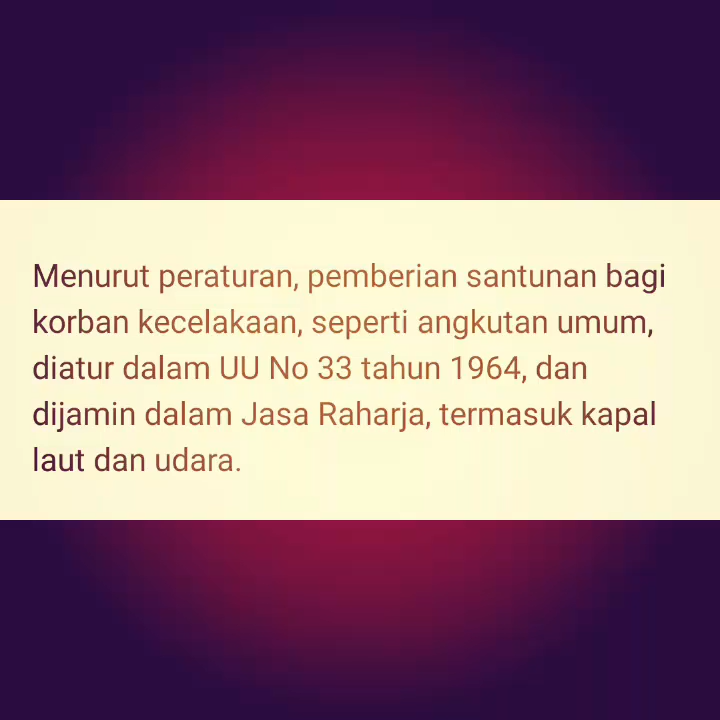 Menurut peraturan, pemberian santunan bagi
korban kecelakaan, seperti angkutan umum,
diatur dalam UU No 33 tahun 1964, dan
dijamin dalam Jasa Raharja, termasuk kapal
laut dan udara.